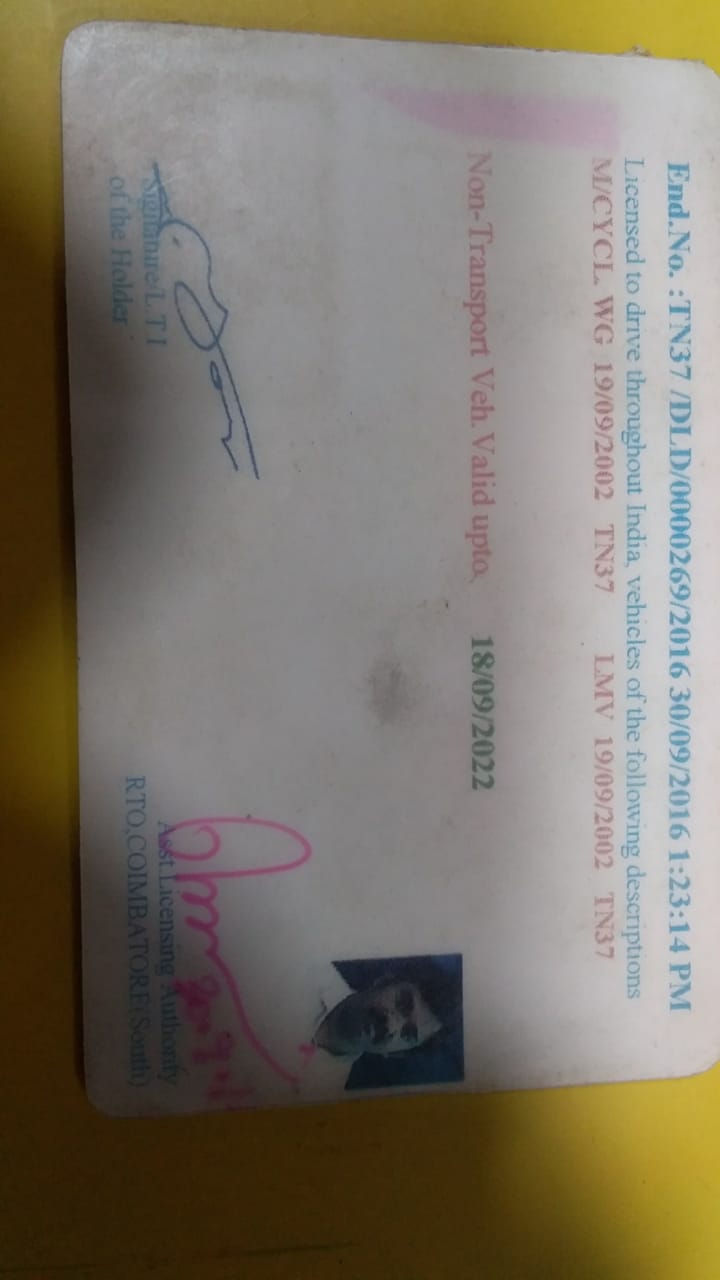 End.No. :TN37 /DLD/0000269/2016 30/09/2016 1:23:14 PM
Licensed to drive throughout India, vehicles of the following descriptions
M/CYCL. WG 19/09/2002 TN37 LMV 19/09/2002 TN37
Non-Transport Veh.Valid upto 18/09/2022
Signature/L.T I
of the Holder
Asst Licensing Authority
RTO,COIMBATORE(South)